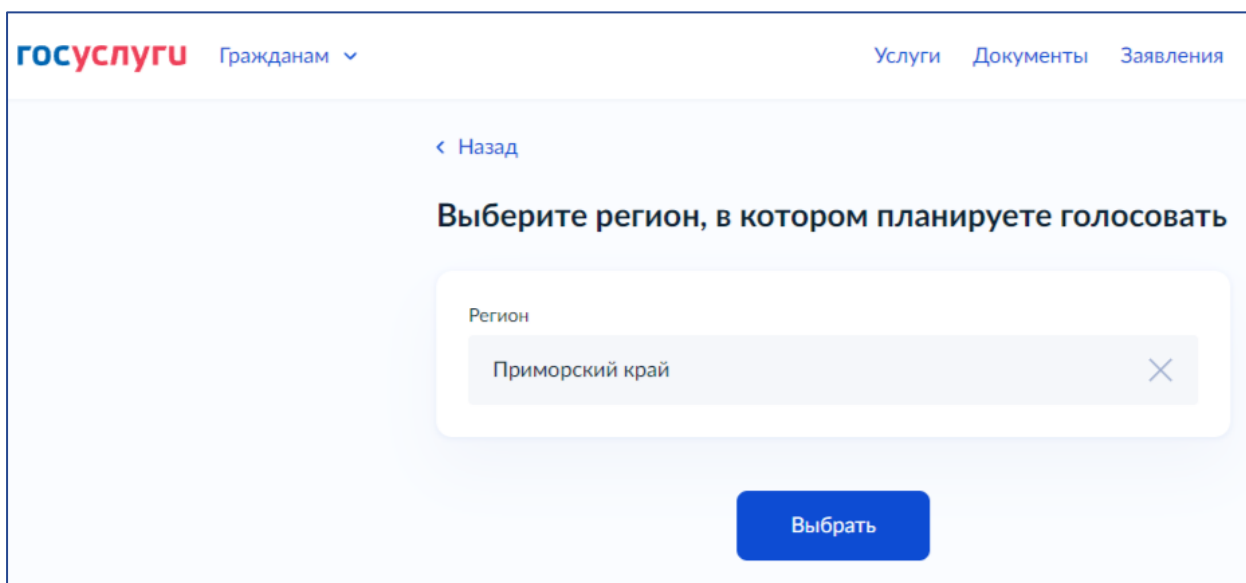 госуслуги Гражданам Услуги Документы Заявления
Назад
Выберите регион, в котором планируете голосовать
Регион
Приморский край
Выбрать